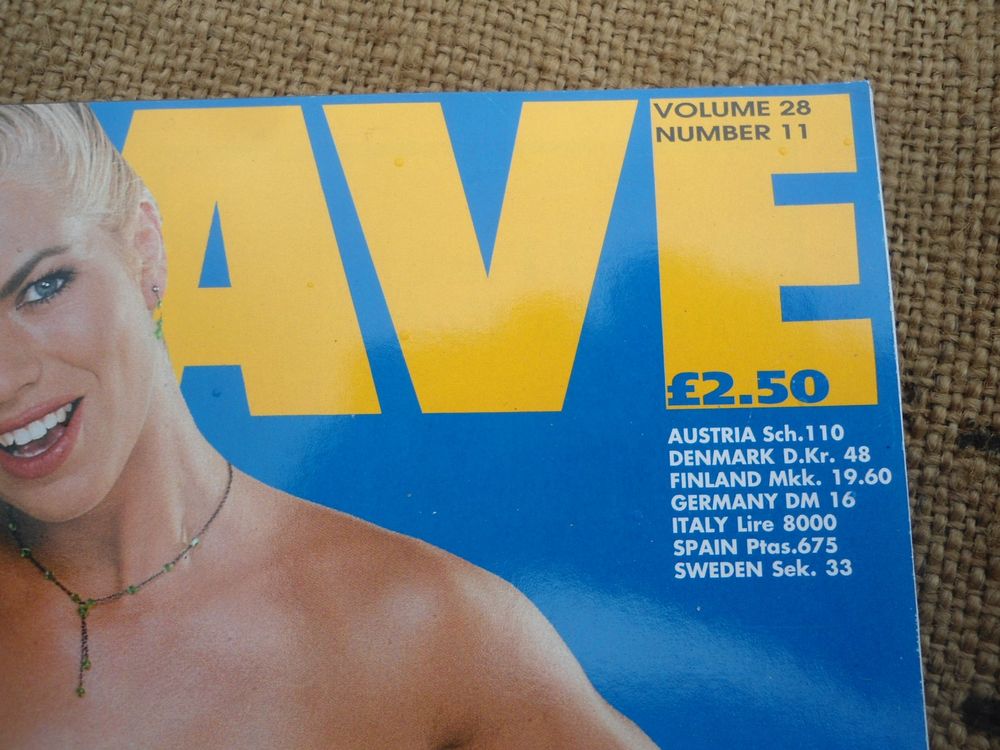 AVE
VOLUME 28
NUMBER 11
£2.50
AUSTRIA Sch.110
DENMARK D.Kr. 48
FINLAND Mkk. 19.60
GERMANY DM 16
ITALY Lire 8000
SPAIN Ptas.675
SWEDEN Sek. 33